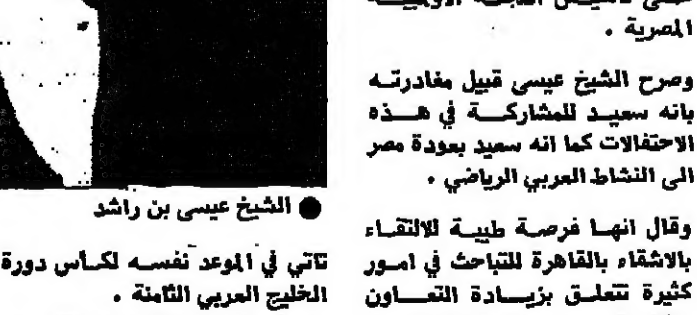 المصرية .
وصرح الشيخ عيسى قبيل مغادرته
بانه سعيد للمشاركة في هذه
الاحتفالات كما انه سعيد بعودة مصر
الى النشاط العربي الرياضي .
وقال انها فرصة طيبة للالتقاء
بالاشقاء بالقاهرة للتباحث في امور
كثيرة تتعلق بزيادة التعاون
● الشيخ عيسى بن راشد
تاتي في الموعد نفسه لكأس دورة
الخليج العربي الثامنة .